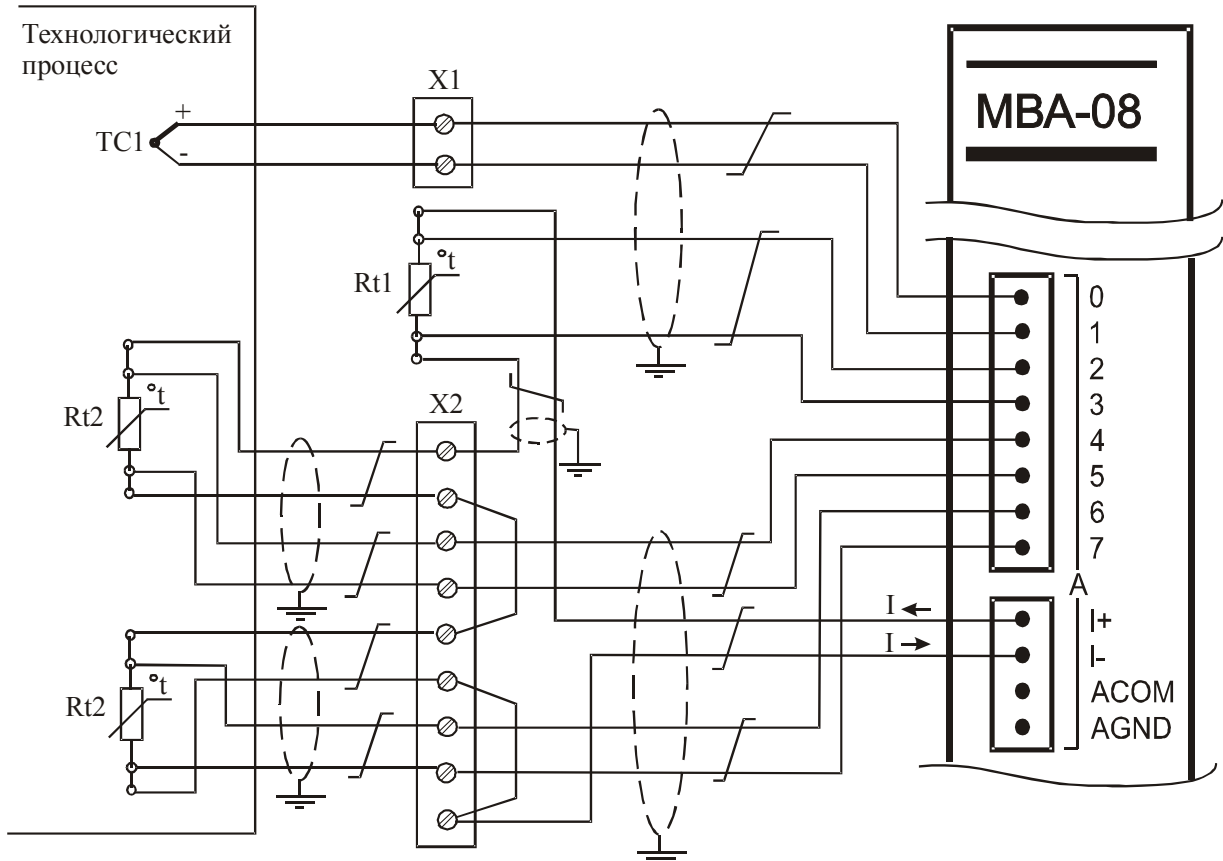 Технологический
процесс
X1
MBA-08
+
TC1
-
°t
Rt1
0
1
2
3
4
5
6
7
A
°t
Rt2
X2
I
I+
I
I-
ACOM
AGND
°t
Rt2